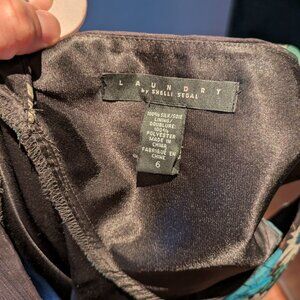 LAUNDRY
by SHELLI SEGAL
100% SILK/SOIE
LINING/
DOUBLURE:
100%
POLYESTER
MADE IN
CHINA
FABRIQUE EN
CHINE
6